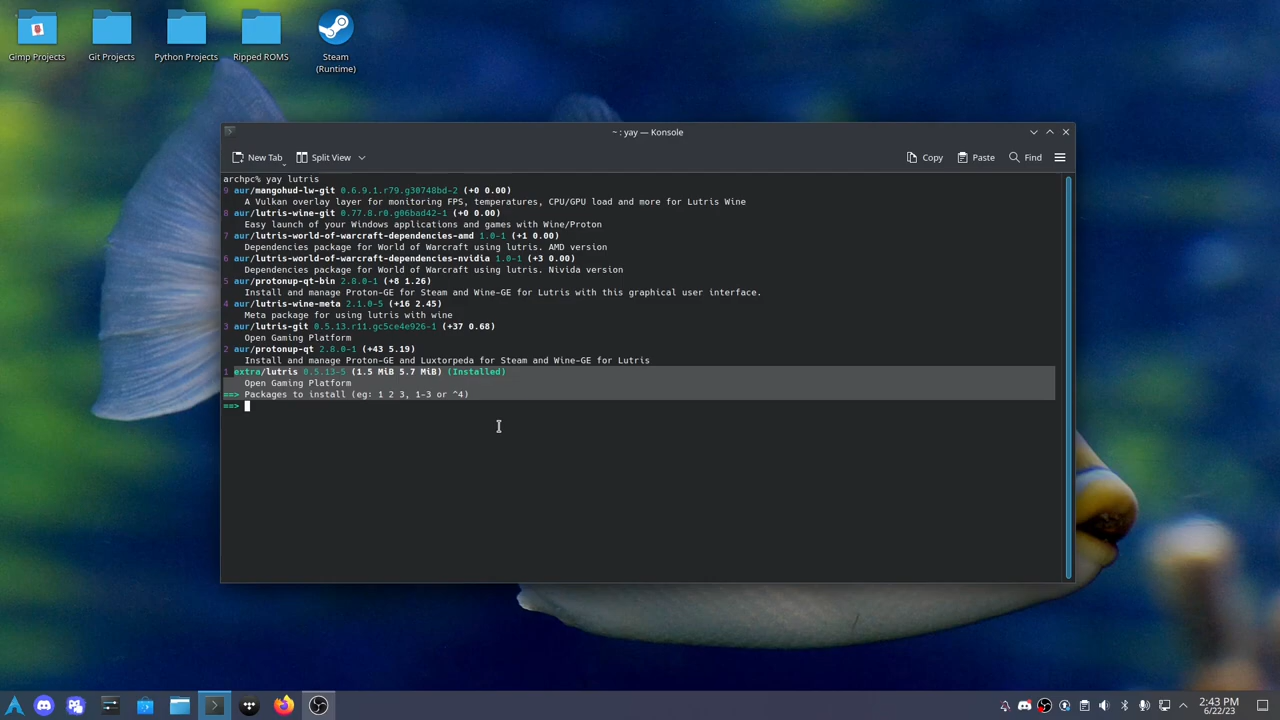 Gimp Projects
Git Projects
Python Projects
Ripped ROMS
Steam
(Runtime)
~ : yay — Konsole
New Tab
Split View
Copy
Paste
Find
archpc% yay lutris
9 aur/mangohud-lw-git 0.6.9.1.r79.g30748bd-2 (+0 0.00)
A Vulkan overlay layer for monitoring FPS, temperatures, CPU/GPU load and more for Lutris Wine
8 aur/lutris-wine-git 0.77.8.r0.g06bad42-1 (+0 0.00)
Easy launch of your Windows applications and games with Wine/Proton
7 aur/lutris-world-of-warcraft-dependencies-amd 1.0-1 (+1 0.00)
Dependencies package for World of Warcraft using lutris. AMD version
6 aur/lutris-world-of-warcraft-dependencies-nvidia 1.0-1 (+3 0.00)
Dependencies package for World of Warcraft using lutris. Nivida version
5 aur/protonup-qt-bin 2.8.0-1 (+8 1.26)
Install and manage Proton-GE for Steam and Wine-GE for Lutris with this graphical user interface.
4 aur/lutris-wine-meta 2.1.0-5 (+16 2.45)
Meta package for using lutris with wine
3 aur/lutris-git 0.5.13.r11.gc5ce4e926-1 (+37 0.68)
Open Gaming Platform
2 aur/protonup-qt 2.8.0-1 (+43 5.19)
Install and manage Proton-GE and Luxtorpeda for Steam and Wine-GE for Lutris
1 extra/lutris 0.5.13-5 (1.5 MiB 5.7 MiB) (Installed)
Open Gaming Platform
==> Packages to install (eg: 1 2 3, 1-3 or ^4)
==>
2:43 PM
6/22/23